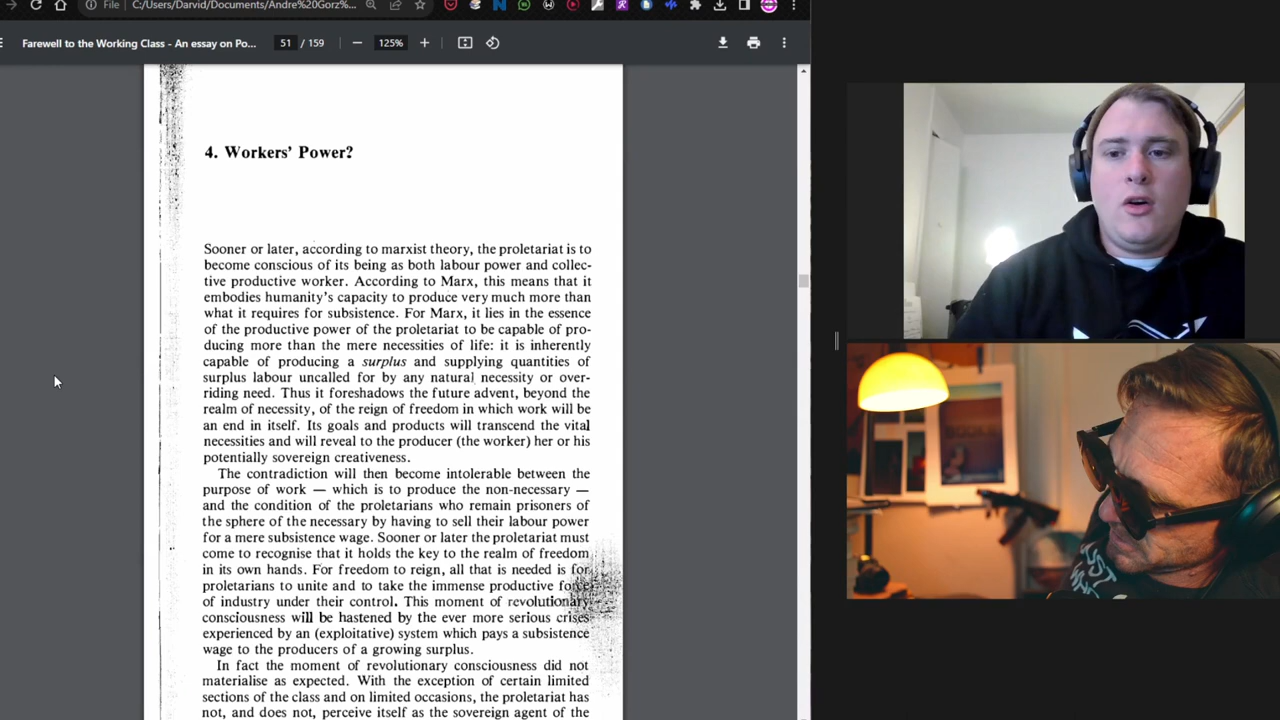 File C:/Users/Darvid/Documents/Andre%20Gorz%...
Farewell to the Working Class - An essay on Po... 51 / 159 — 125% +
4. Workers' Power?
Sooner or later, according to marxist theory, the proletariat is to
become conscious of its being as both labour power and collec-
tive productive worker. According to Marx, this means that it
embodies humanity's capacity to produce very much more than
what it requires for subsistence. For Marx, it lies in the essence
of the productive power of the proletariat to be capable of pro-
ducing more than the mere necessities of life: it is inherently
capable of producing a surplus and supplying quantities of
surplus labour uncalled for by any natural necessity or over-
riding need. Thus it foreshadows the future advent, beyond the
realm of necessity, of the reign of freedom in which work will be
an end in itself. Its goals and products will transcend the vital
necessities and will reveal to the producer (the worker) her or his
potentially sovereign creativeness.
The contradiction will then become intolerable between the
purpose of work — which is to produce the non-necessary —
and the condition of the proletarians who remain prisoners of
the sphere of the necessary by having to sell their labour power
for a mere subsistence wage. Sooner or later the proletariat must
come to recognise that it holds the key to the realm of freedom
in its own hands. For freedom to reign, all that is needed is for
proletarians to unite and to take the immense productive force
of industry under their control. This moment of revolutionary
consciousness will be hastened by the ever more serious crises
experienced by an (exploitative) system which pays a subsistence
wage to the producers of a growing surplus.
In fact the moment of revolutionary consciousness did not
materialise as expected. With the exception of certain limited
sections of the class and on limited occasions, the proletariat has
not, and does not, perceive itself as the sovereign agent of the